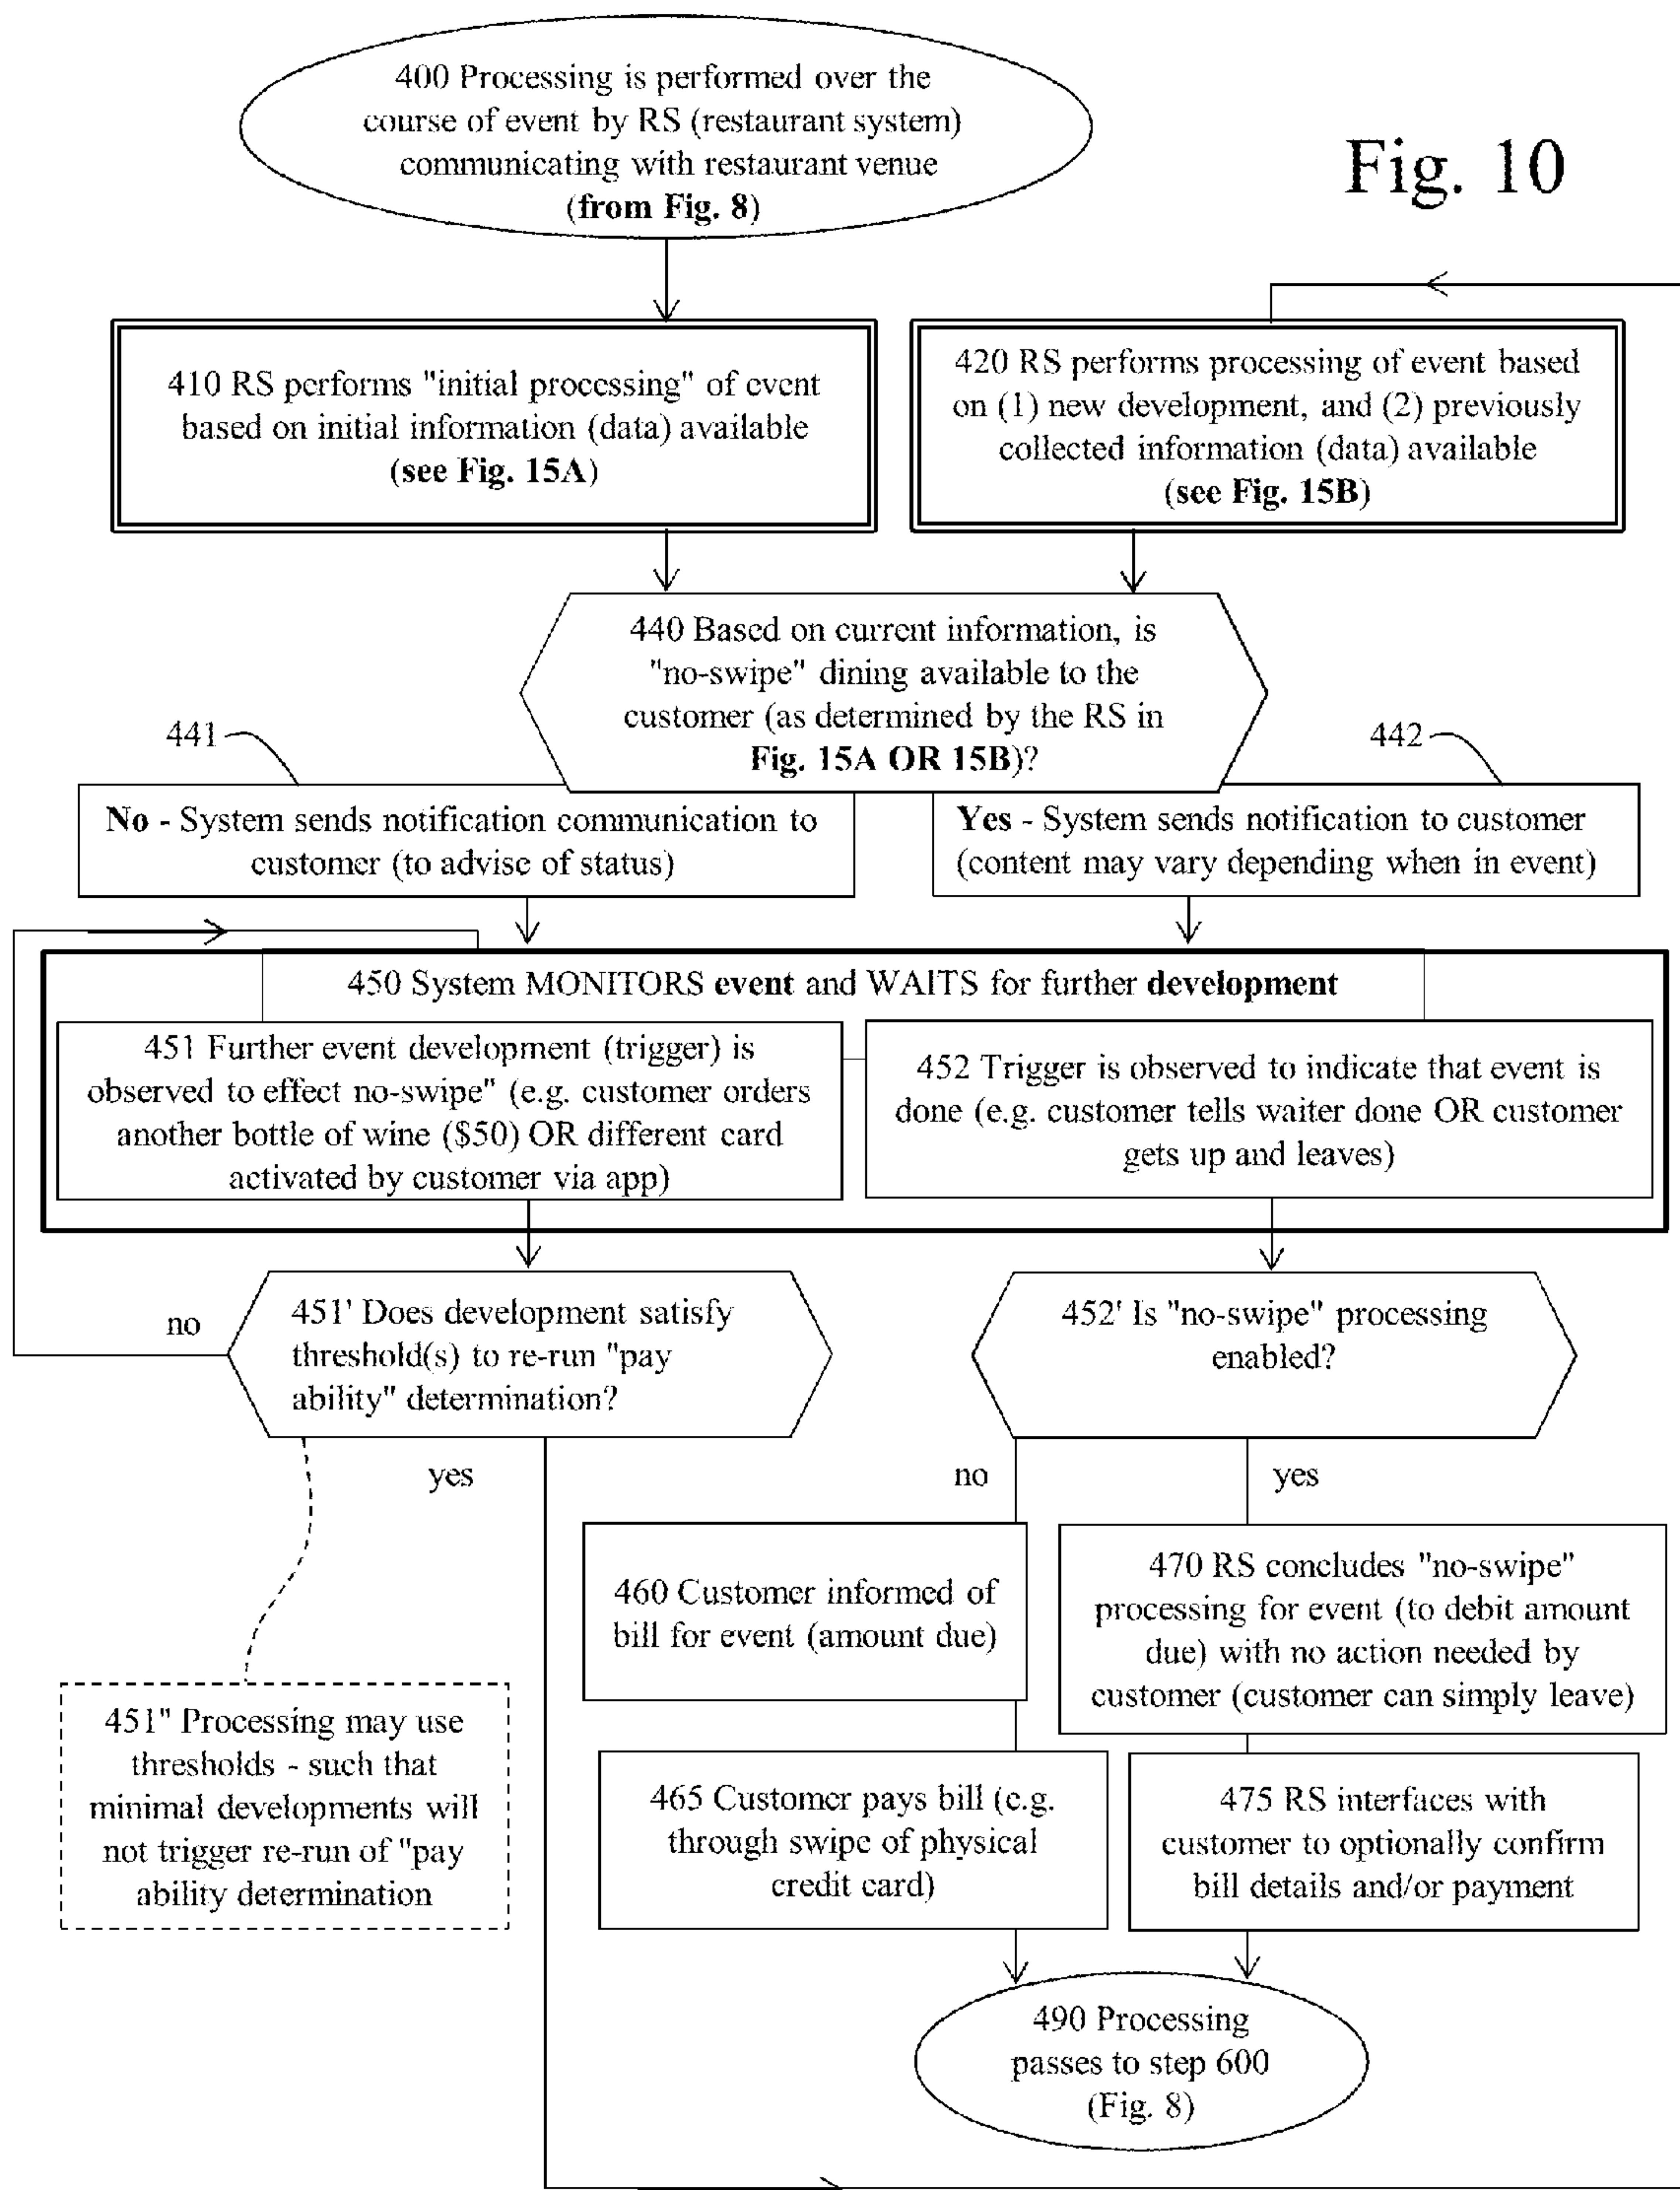 400 Processing is performed over the
course of event by RS (restaurant system)
communicating with restaurant venue
(from Fig. 8)
Fig. 10
410 RS performs "initial processing" of event
based on initial information (data) available
(see Fig. 15A)
420 RS performs processing of event based
on (1) new development, and (2) previously
collected information (data) available
(see Fig. 15B)
440 Based on current information, is
"no-swipe" dining available to the
customer (as determined by the RS in
Fig. 15A OR 15B)?
441
442
No - System sends notification communication to
customer (to advise of status)
Yes - System sends notification to customer
(content may vary depending when in event)
450 System MONITORS event and WAITS for further development
451 Further event development (trigger) is
observed to effect no-swipe" (e.g. customer orders
another bottle of wine ($50) OR different card
activated by customer via app)
452 Trigger is observed to indicate that event is
done (e.g. customer tells waiter done OR customer
gets up and leaves)
no
451' Does development satisfy
threshold(s) to re-run "pay
ability" determination?
452' Is "no-swipe" processing
enabled?
yes
no
yes
460 Customer informed of
bill for event (amount due)
470 RS concludes "no-swipe"
processing for event (to debit amount
due) with no action needed by
customer (customer can simply leave)
451" Processing may use
thresholds - such that
minimal developments will
not trigger re-run of "pay
ability determination
465 Customer pays bill (e.g.
through swipe of physical
credit card)
475 RS interfaces with
customer to optionally confirm
bill details and/or payment
490 Processing
passes to step 600
(Fig. 8)